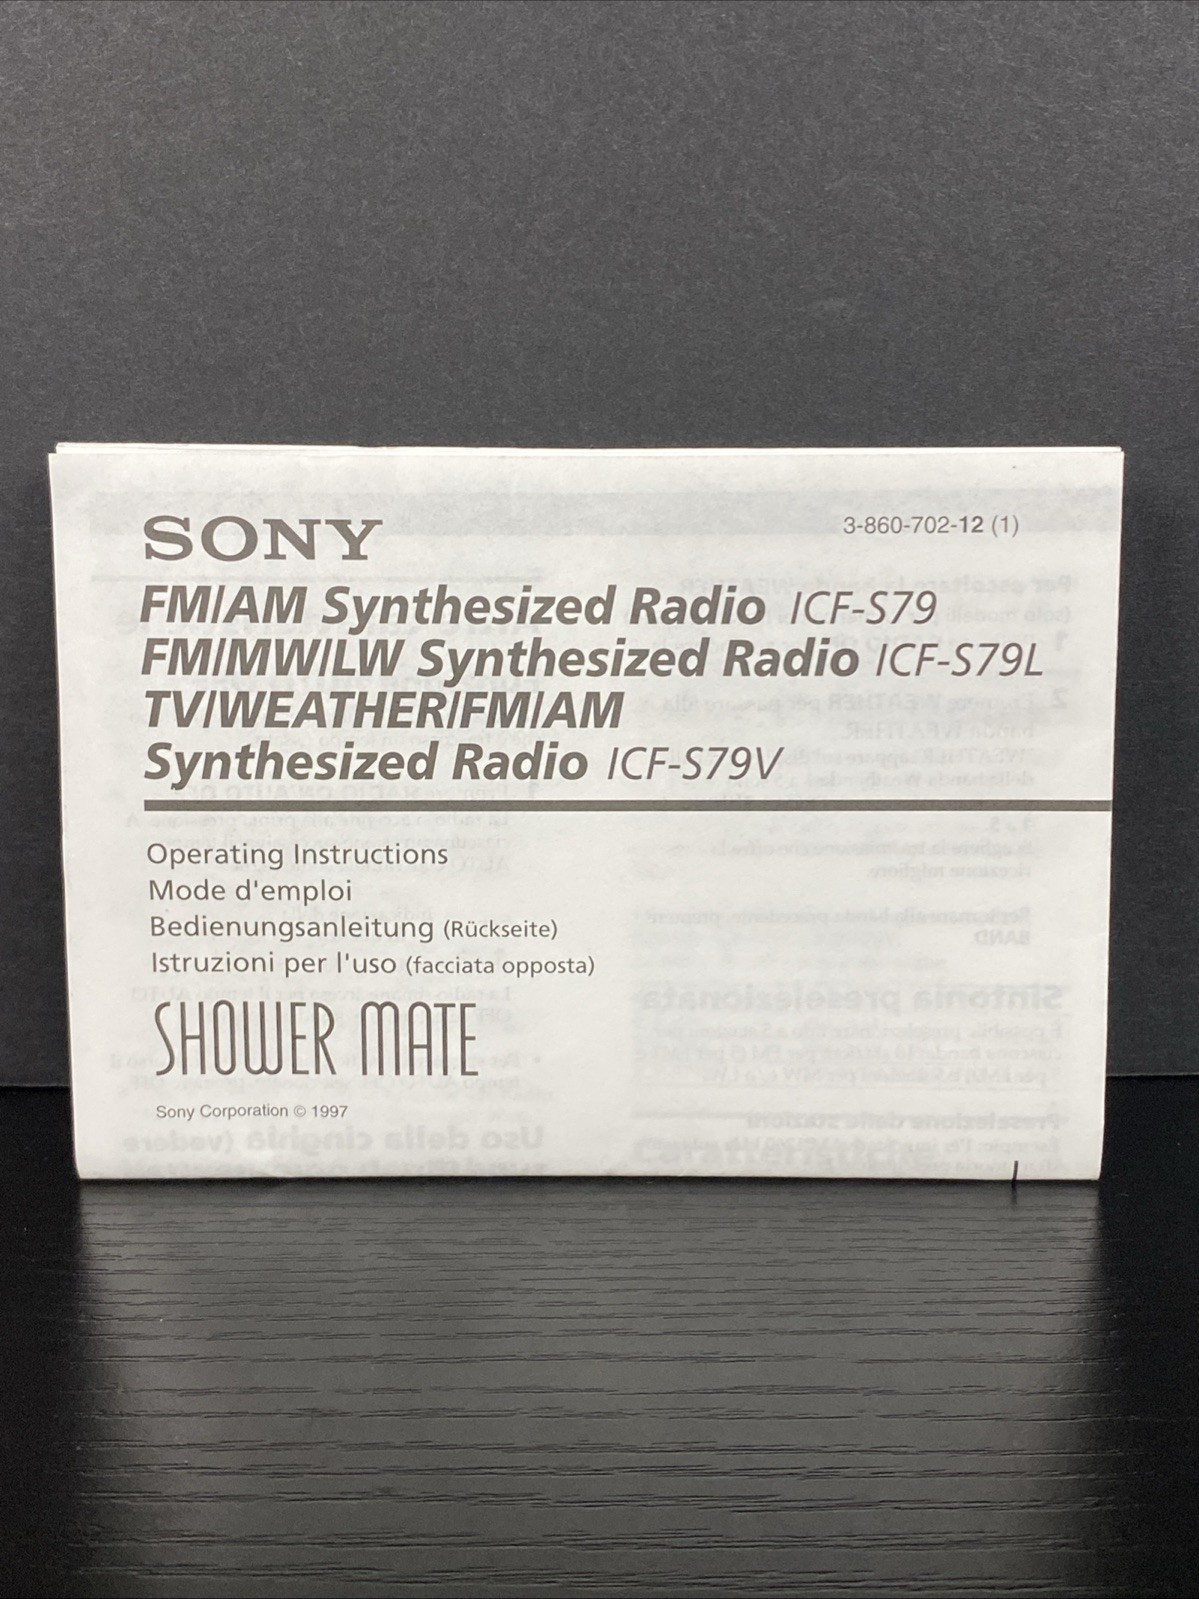 SONY
3-860-702-12 (1)
FM/AM Synthesized Radio ICF-S79
FM/MW/LW Synthesized Radio ICF-S79L
TV/WEATHER/FM/AM
Synthesized Radio ICF-S79V
Operating Instructions
Mode d'emploi
Bedienungsanleitung (Rückseite)
Istruzioni per l'uso (facciata opposta)
SHOWER MATE
Sony Corporation © 1997